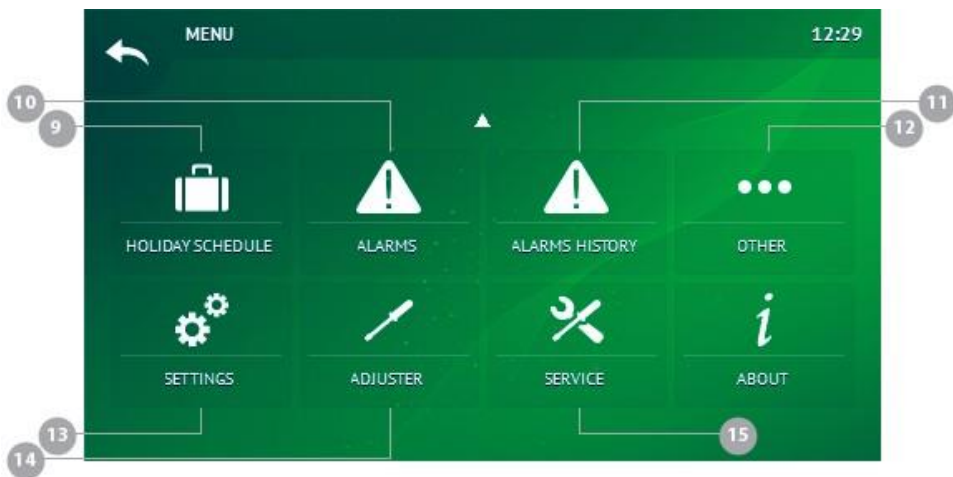 MENU 12:29
10
9
11
12
HOLIDAY SCHEDULE ALARMS ALARMS HISTORY OTHER
i
SETTINGS ADJUSTER SERVICE ABOUT
13
14
15